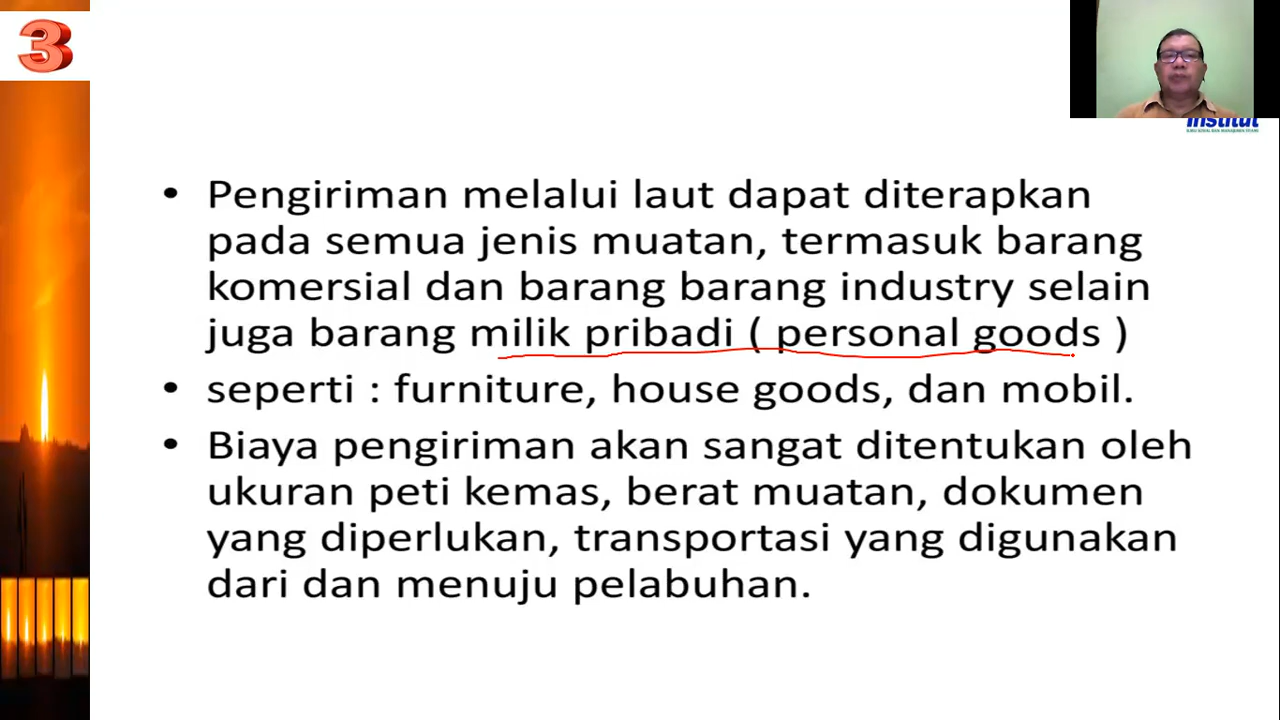 3
institut
• Pengiriman melalui laut dapat diterapkan
pada semua jenis muatan, termasuk barang
komersial dan barang barang industry selain
juga barang milik pribadi ( personal goods )
• seperti : furniture, house goods, dan mobil.
• Biaya pengiriman akan sangat ditentukan oleh
ukuran peti kemas, berat muatan, dokumen
yang diperlukan, transportasi yang digunakan
dari dan menuju pelabuhan.